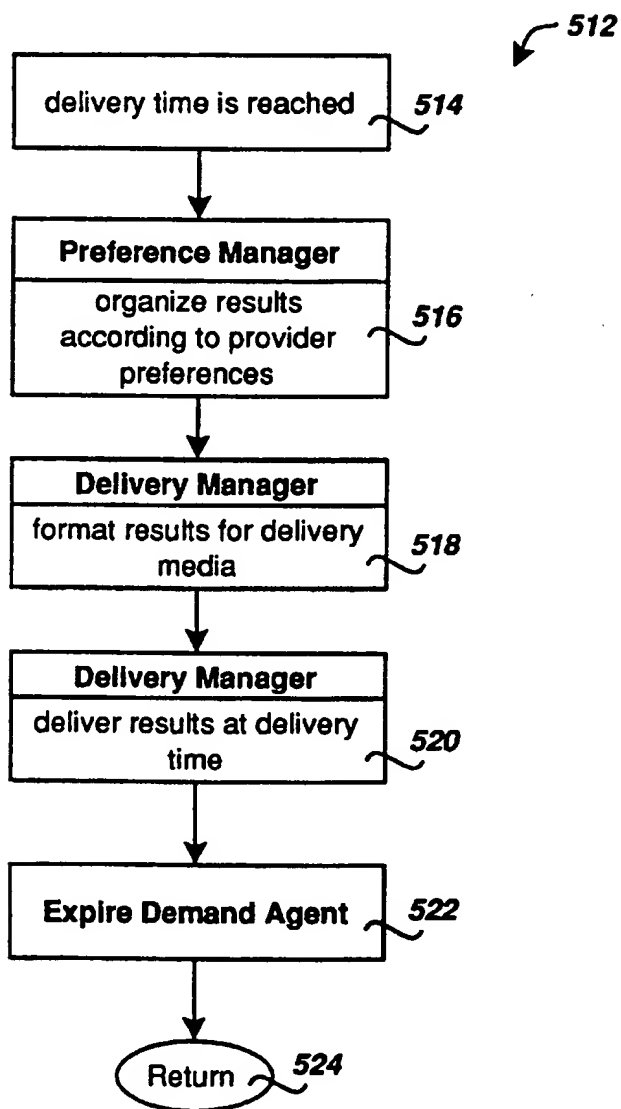 512
delivery time is reached
514
Preference Manager
organize results
according to provider
preferences
516
Delivery Manager
format results for delivery
media
518
Delivery Manager
deliver results at delivery
time
520
Expire Demand Agent
522
Return
524